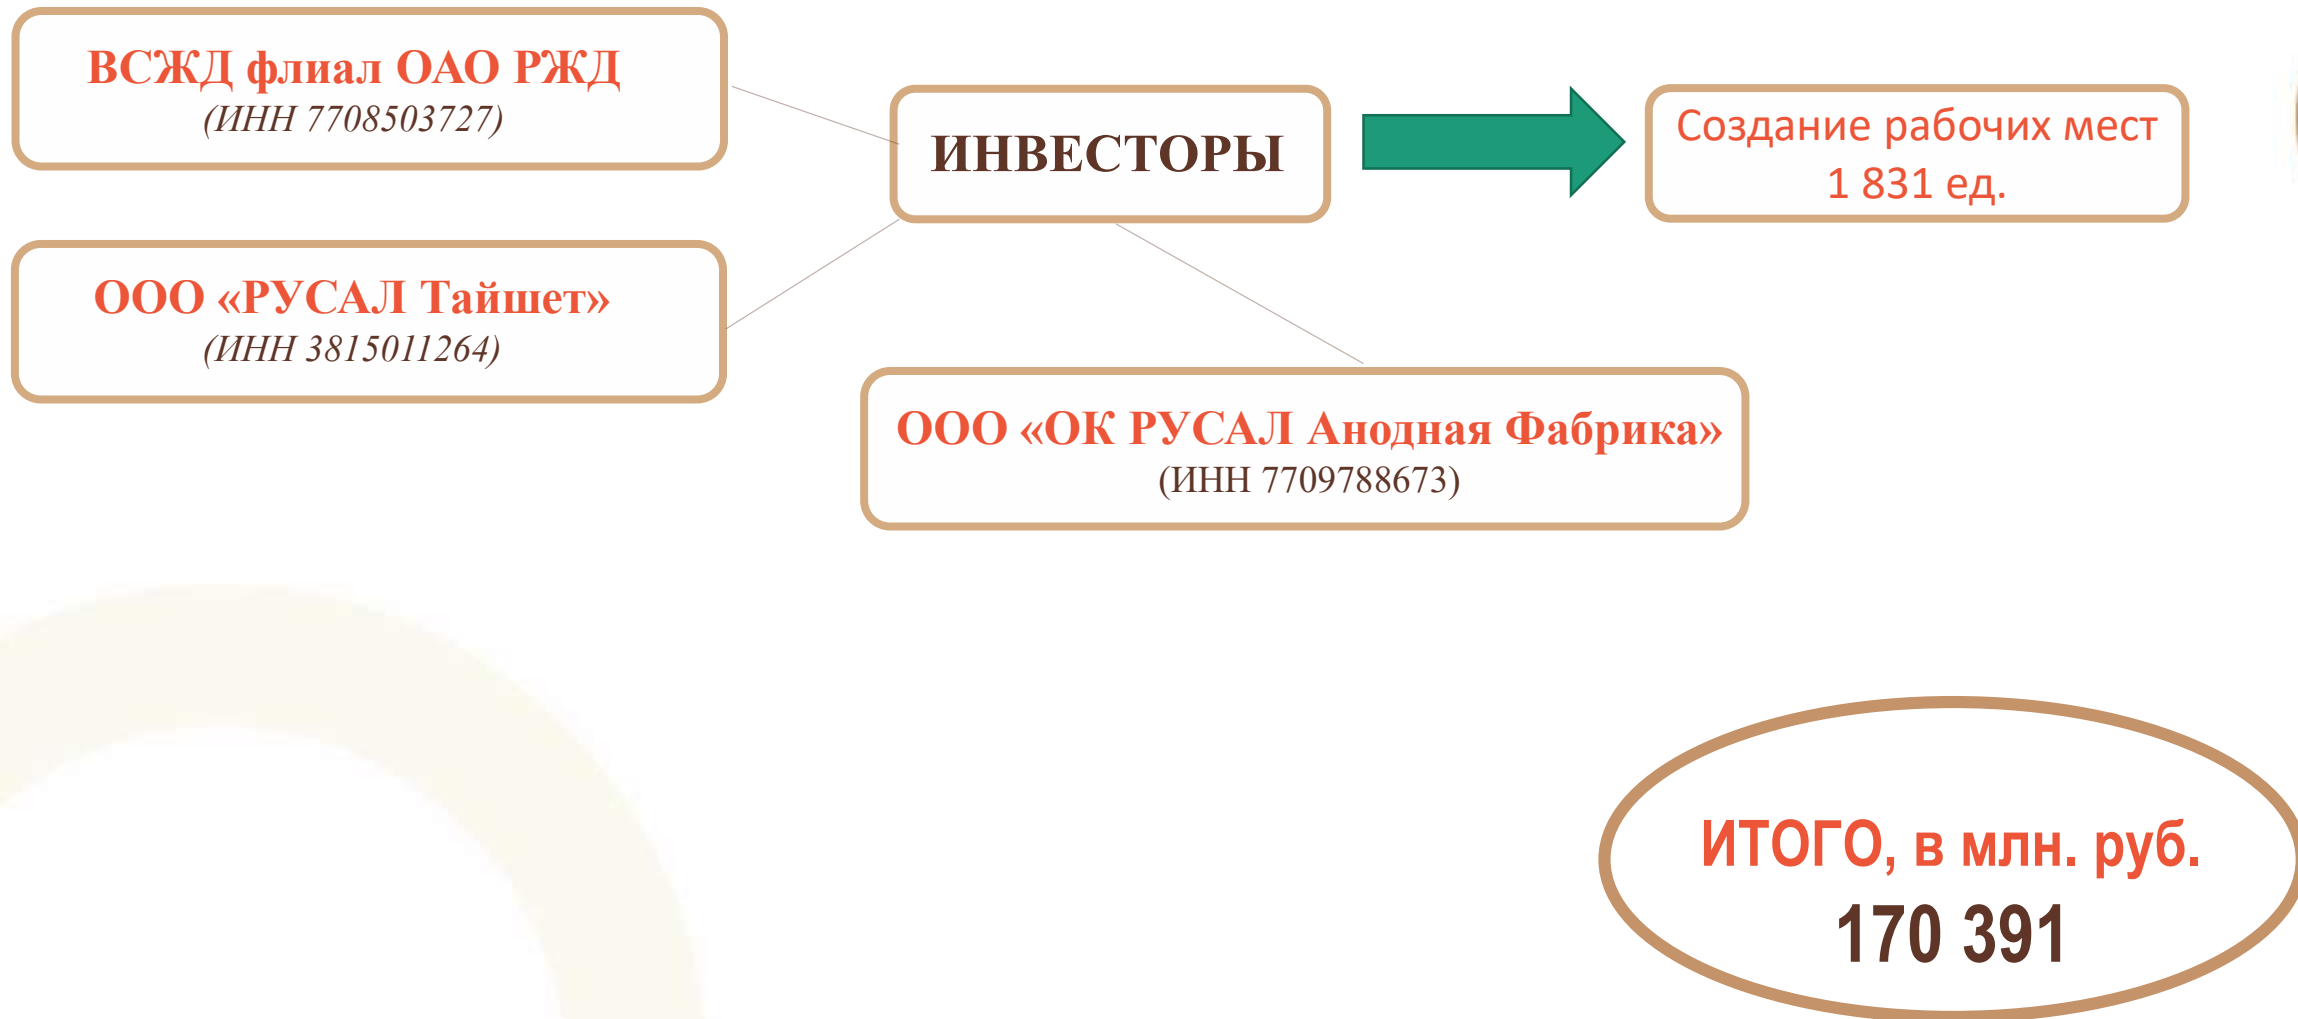 ВСЖД флиал ОАО РЖД
(ИНН 7708503727)
ИНВЕСТОРЫ
Создание рабочих мест
1 831 ед.
ООО «РУСАЛ Тайшет»
(ИНН 3815011264)
ООО «ОК РУСАЛ Анодная Фабрика»
(ИНН 7709788673)
ИТОГО, в млн. руб.
170 391